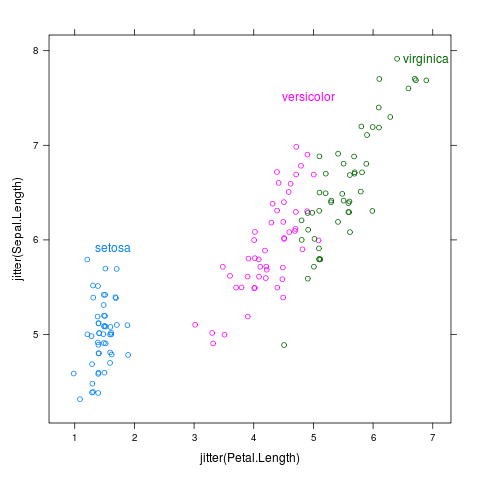 8
virginica
versicolor
7
jitter(Sepal.Length)
6
setosa
5
1 2 3 4 5 6 7
jitter(Petal.Length)